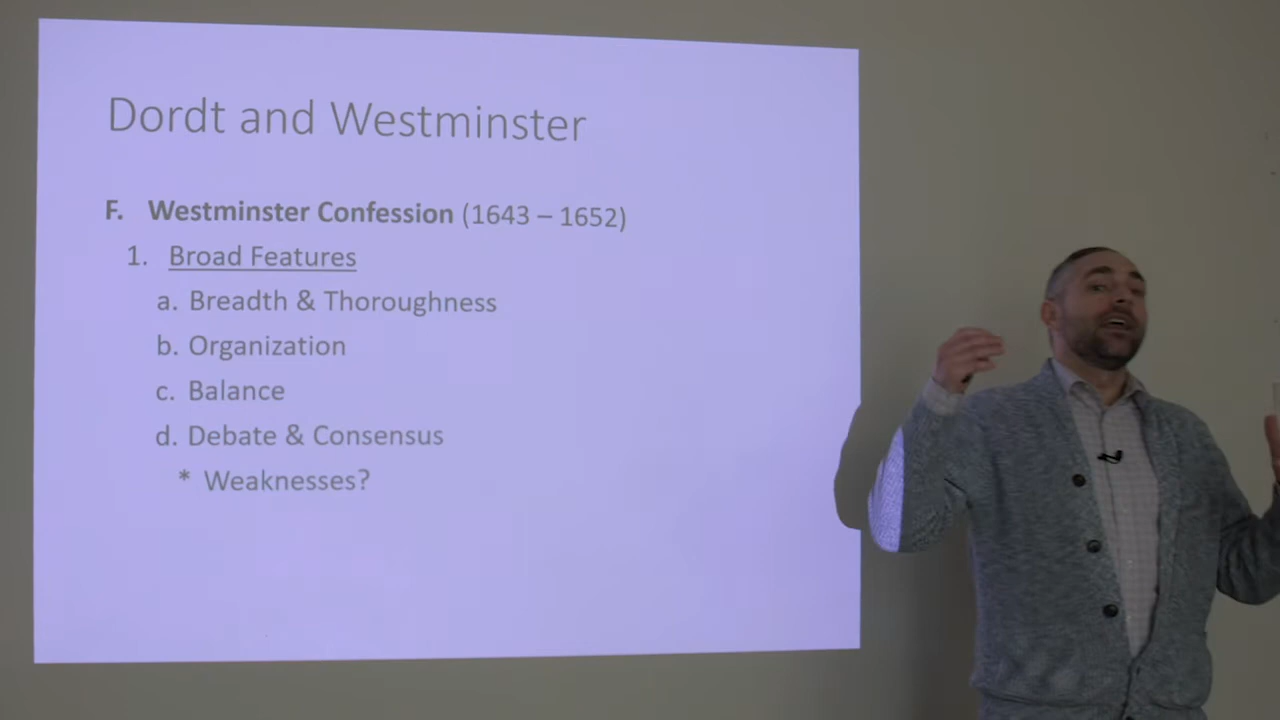 Dordt and Westminster
F. Westminster Confession (1643 – 1652)
1. Broad Features
a. Breadth & Thoroughness
b. Organization
c. Balance
d. Debate & Consensus
* Weaknesses?